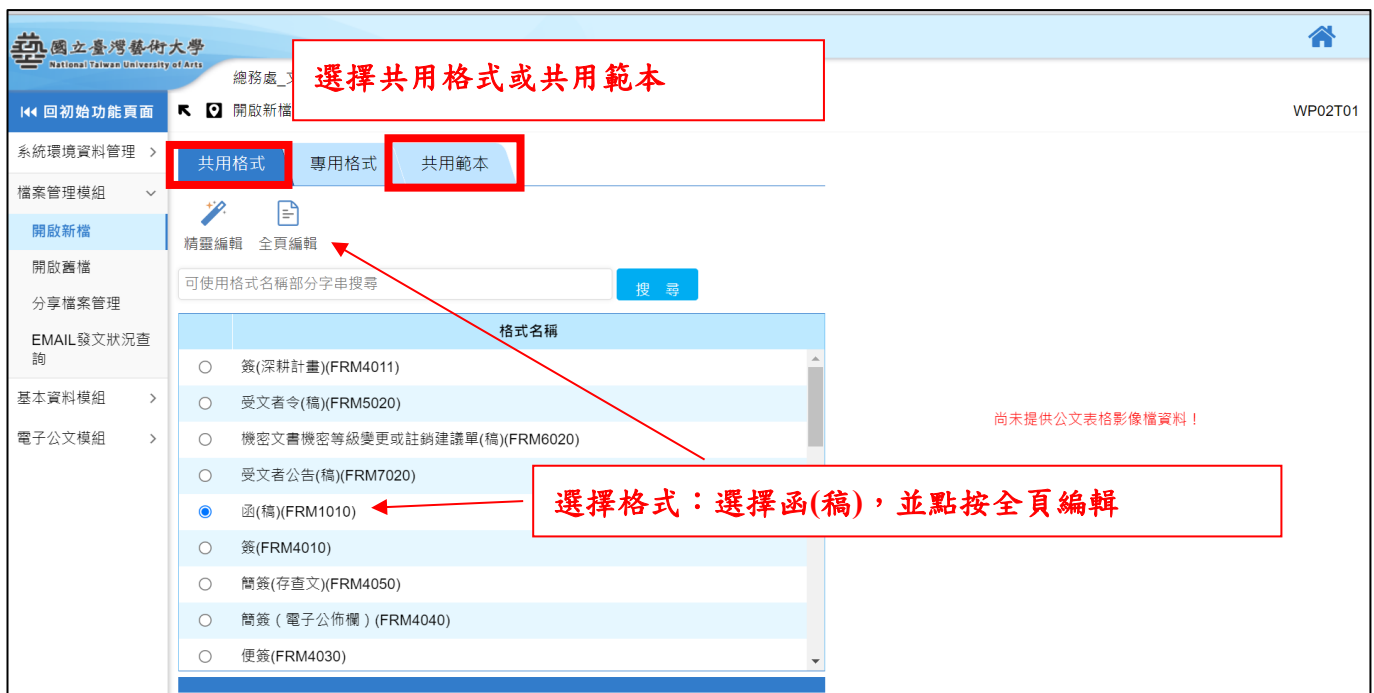 國立臺灣藝術大學
National Taiwan University of Arts
選擇共用格式或共用範本
總務處_
回初始功能頁面
開啟新檔
WP02T01
系統環境資料管理
檔案管理模組
開啟新檔
開啟舊檔
分享檔案管理
EMAIL發文狀況查
詢
基本資料模組
電子公文模組
共用格式 專用格式 共用範本
精靈編輯 全頁編輯
可使用格式名稱部分字串搜尋
搜 尋
格式名稱
簽(深耕計畫)(FRM4011)
受文者令(稿)(FRM5020)
機密文書機密等級變更或註銷建議單(稿)(FRM6020)
受文者公告(稿)(FRM7020)
函(稿)(FRM1010)
簽(FRM4010)
簡簽(存查文)(FRM4050)
簡簽（電子公佈欄）(FRM4040)
便簽(FRM4030)
選擇格式：選擇函(稿)，並點按全頁編輯
尚未提供公文表格影像檔資料！